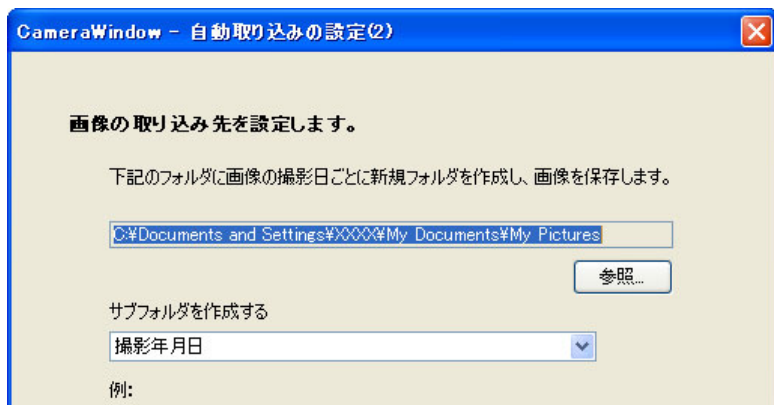 CameraWindow - 自動取り込みの設定(2)
画像の取り込み先を設定します。
下記のフォルダに画像の撮影日ごとに新規フォルダを作成し、画像を保存します。
C:¥Documents and Settings¥XXXX¥My Documents¥My Pictures
参照...
サブフォルダを作成する
撮影年月日
例: